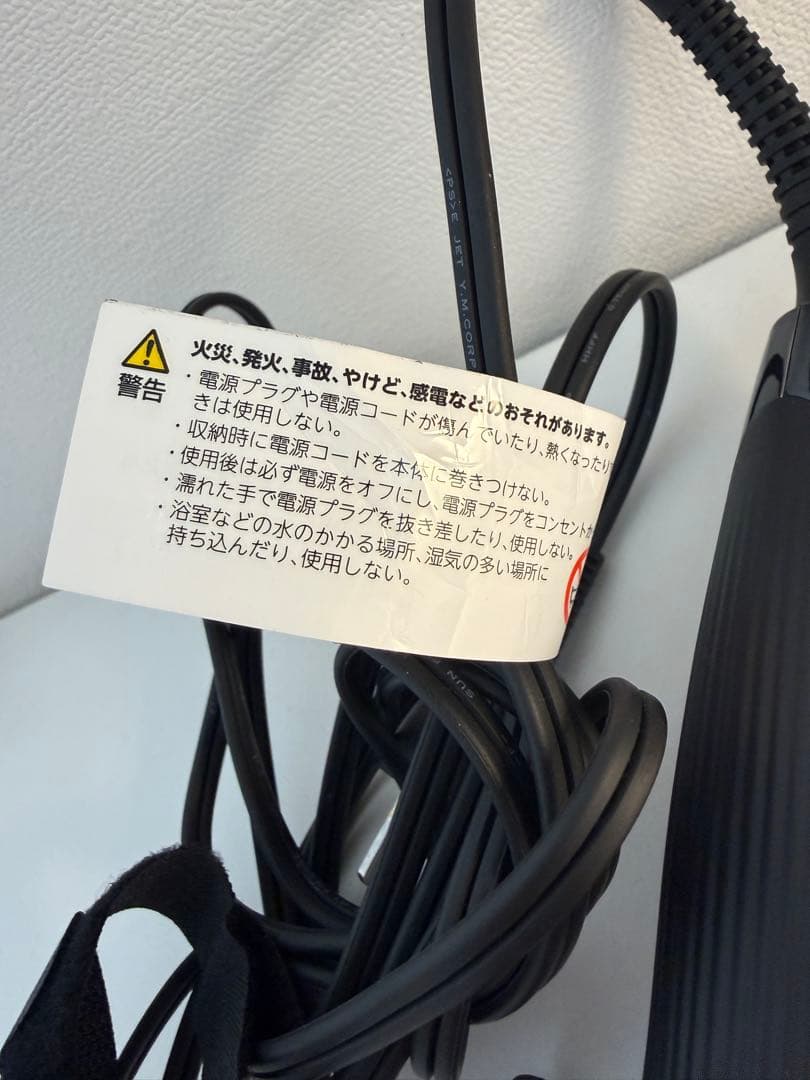 <PS>E JET Y.M.CORP
HHFF
警告
火災、発火、事故、やけど、感電などのおそれがあります。
・電源プラグや電源コードが傷んでいたり、熱くなったり
きは使用しない。
・収納時に電源コードを本体に巻きつけない。
・使用後は必ず電源をオフにし、電源プラグをコンセントか
・濡れた手で電源プラグを抜き差したり、使用しない。
・浴室などの水のかかる場所、湿気の多い場所に
持ち込んだり、使用しない。
SUN